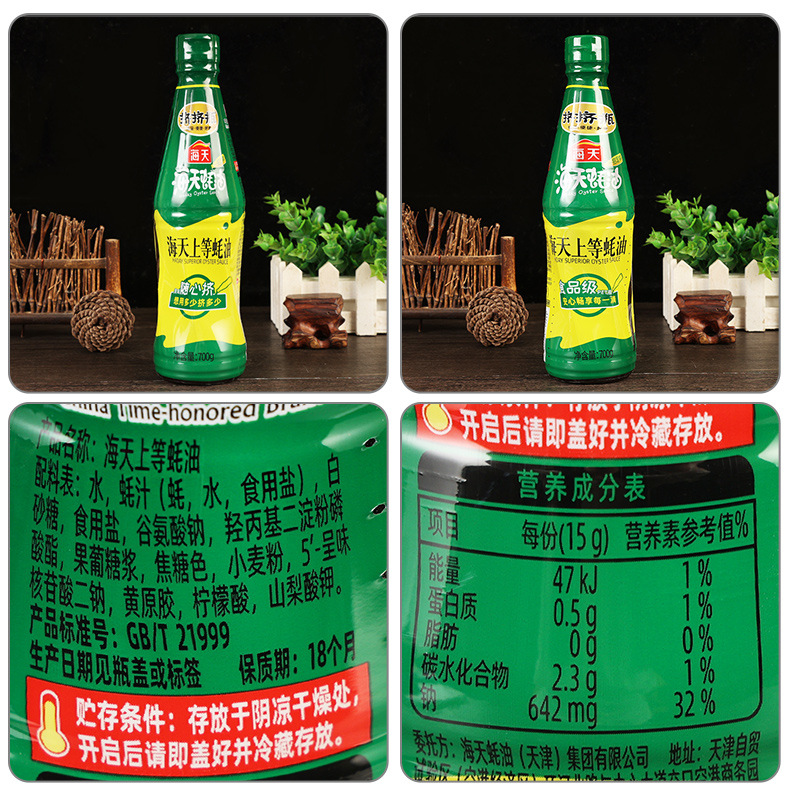 挤挤瓶
海天
海天蚝油
Oyster Sauce
海天上等蚝油
HADAY SUPERIOR OYSTER SAUCE
随心挤
想用多少挤多少
净含量:700g
挤挤瓶
海天
海天蚝油
Oyster Sauce
海天上等蚝油
SUPERIOR OYSTER SAUCE
食品级
安心畅享每一滴
净含量:700g
China Time-honored Brand
产品名称：海天上等蚝油
配料表：水，蚝汁（蚝，水，食用盐），白
砂糖，食用盐，谷氨酸钠，羟丙基二淀粉磷
酸酯，果葡糖浆，焦糖色，小麦粉，5′-呈味
核苷酸二钠，黄原胶，柠檬酸，山梨酸钾。
产品标准号：GB/T 21999
生产日期见瓶盖或标签 保质期：18个月
贮存条件：存放于阴凉干燥处，
开启后请即盖好并冷藏存放。
开启后请即盖好并冷藏存放。
营养成分表
项目 每份(15 g) 营养素参考值%
能量 47 kJ 1%
蛋白质 0.5 g 1%
脂肪 0 g 0%
碳水化合物 2.3 g 1%
钠 642 mg 32%
委托方：海天蚝油（天津）集团有限公司 地址：天津自贸